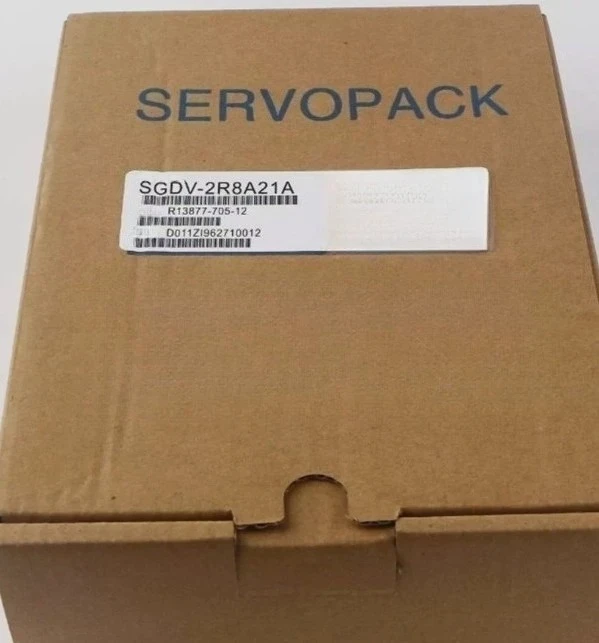 SERVOPACK
SGDV-2R8A21A
R13877-705-12
D011ZI962710012